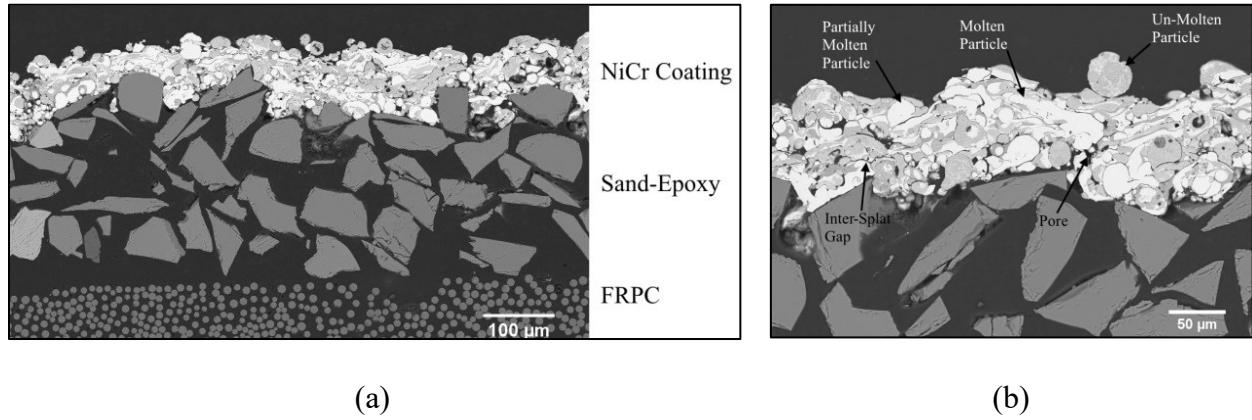 NiCr Coating
Sand-Epoxy
FRPC
100 µm
Partially
Molten
Particle
Molten
Particle
Un-Molten
Particle
Inter-Splat
Gap
Pore
50 µm
(a)
(b)